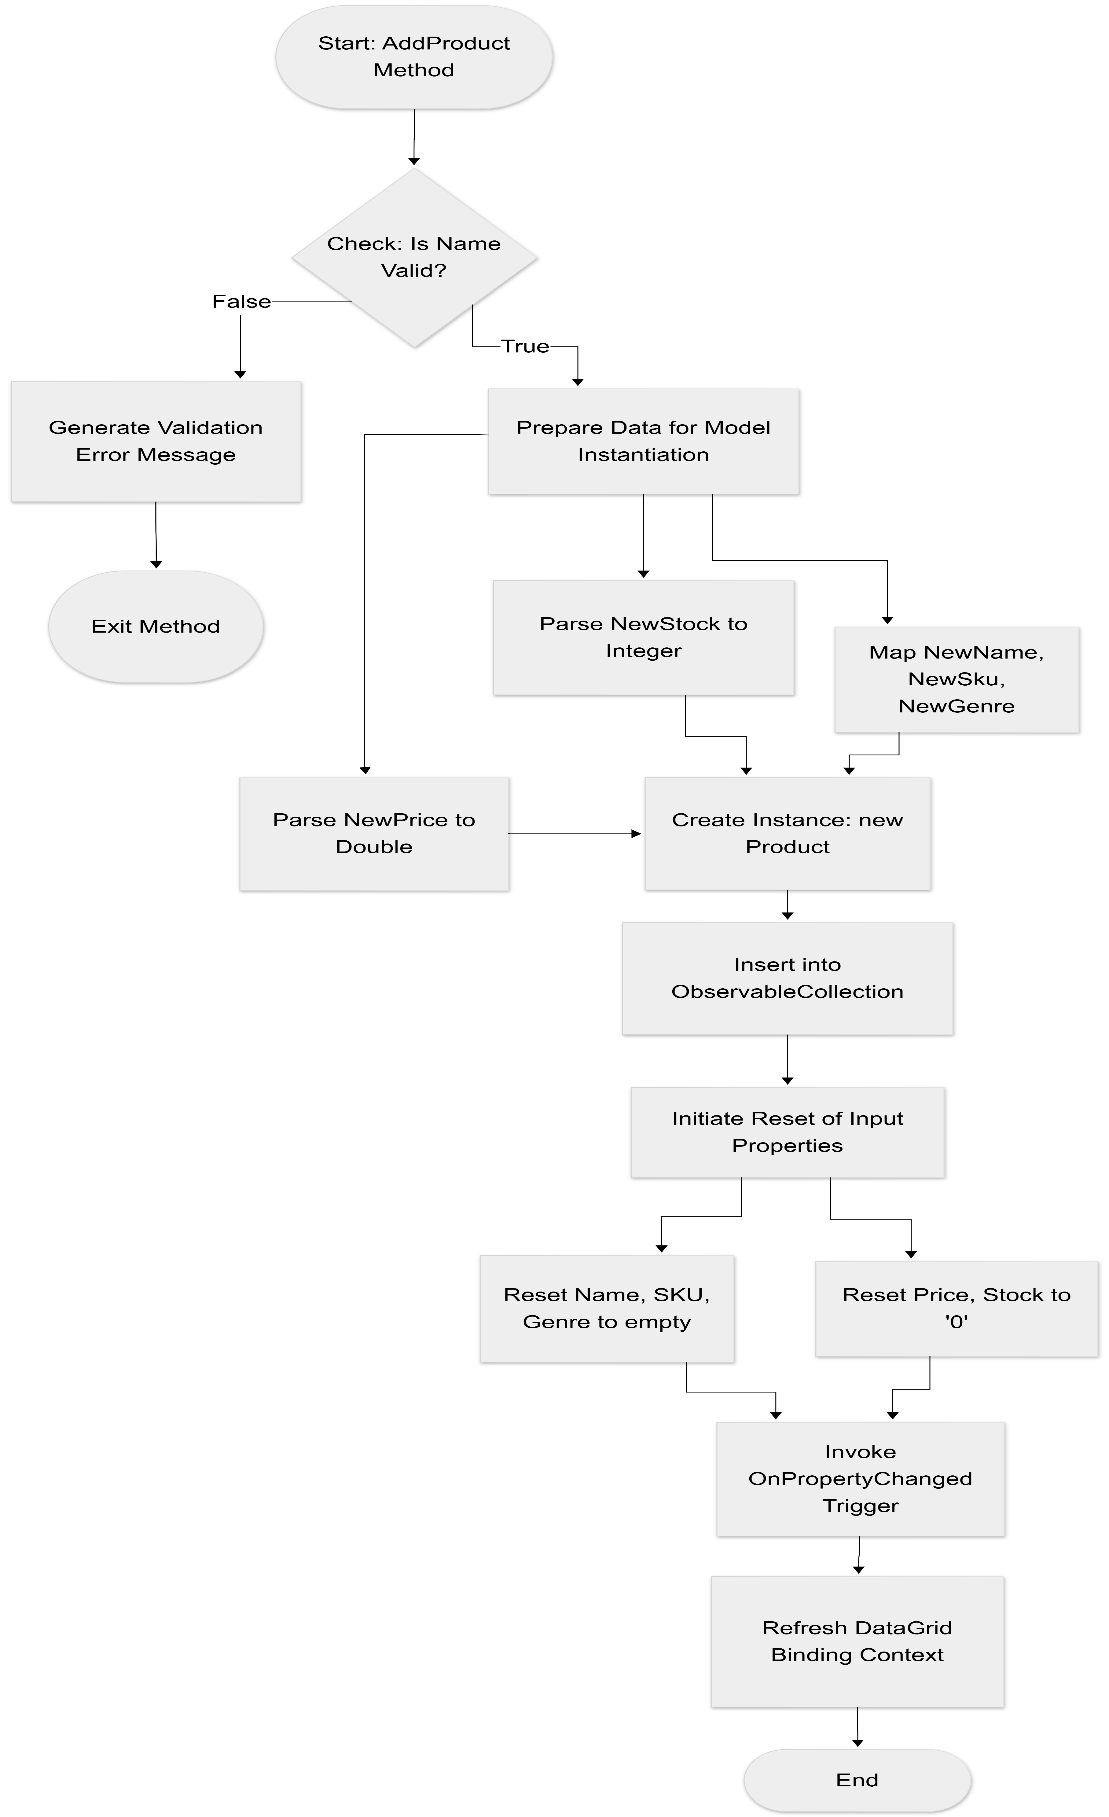 Start: AddProduct
Method
Check: Is Name
Valid?
False
True
Generate Validation
Error Message
Prepare Data for Model
Instantiation
Exit Method
Parse NewStock to
Integer
Map NewName,
NewSku,
NewGenre
Parse NewPrice to
Double
Create Instance: new
Product
Insert into
ObservableCollection
Initiate Reset of Input
Properties
Reset Name, SKU,
Genre to empty
Reset Price, Stock to
'0'
Invoke
OnPropertyChanged
Trigger
Refresh DataGrid
Binding Context
End